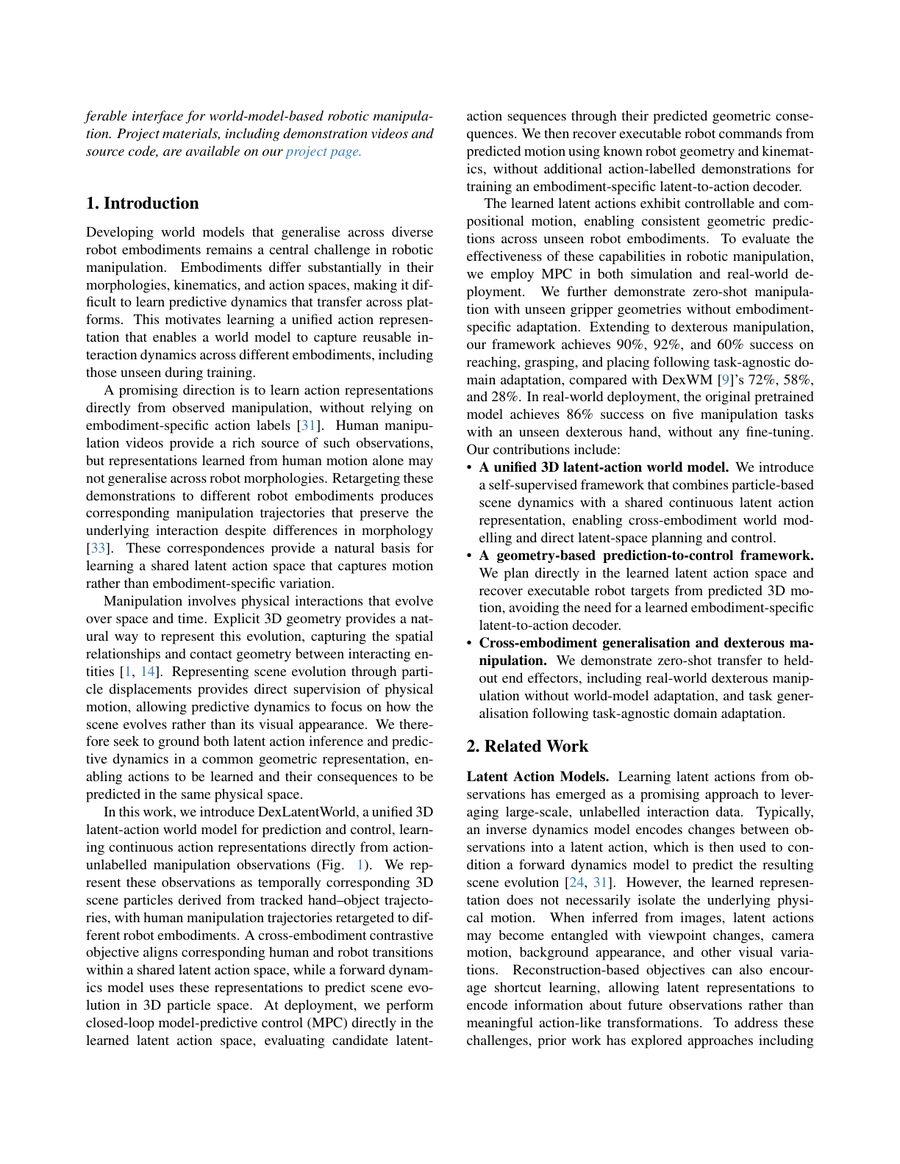 ferable interface for world-model-based robotic manipula-
tion. Project materials, including demonstration videos and
source code, are available on our project page.
1. Introduction
Developing world models that generalise across diverse
robot embodiments remains a central challenge in robotic
manipulation. Embodiments differ substantially in their
morphologies, kinematics, and action spaces, making it dif-
ficult to learn predictive dynamics that transfer across plat-
forms. This motivates learning a unified action represen-
tation that enables a world model to capture reusable in-
teraction dynamics across different embodiments, including
those unseen during training.
A promising direction is to learn action representations
directly from observed manipulation, without relying on
embodiment-specific action labels [31]. Human manipu-
lation videos provide a rich source of such observations,
but representations learned from human motion alone may
not generalise across robot morphologies. Retargeting these
demonstrations to different robot embodiments produces
corresponding manipulation trajectories that preserve the
underlying interaction despite differences in morphology
[33]. These correspondences provide a natural basis for
learning a shared latent action space that captures motion
rather than embodiment-specific variation.
Manipulation involves physical interactions that evolve
over space and time. Explicit 3D geometry provides a nat-
ural way to represent this evolution, capturing the spatial
relationships and contact geometry between interacting en-
tities [1, 14]. Representing scene evolution through parti-
cle displacements provides direct supervision of physical
motion, allowing predictive dynamics to focus on how the
scene evolves rather than its visual appearance. We there-
fore seek to ground both latent action inference and predic-
tive dynamics in a common geometric representation, en-
abling actions to be learned and their consequences to be
predicted in the same physical space.
In this work, we introduce DexLatentWorld, a unified 3D
latent-action world model for prediction and control, learn-
ing continuous action representations directly from action-
unlabelled manipulation observations (Fig. 1). We rep-
resent these observations as temporally corresponding 3D
scene particles derived from tracked hand–object trajecto-
ries, with human manipulation trajectories retargeted to dif-
ferent robot embodiments. A cross-embodiment contrastive
objective aligns corresponding human and robot transitions
within a shared latent action space, while a forward dynam-
ics model uses these representations to predict scene evo-
lution in 3D particle space. At deployment, we perform
closed-loop model-predictive control (MPC) directly in the
learned latent action space, evaluating candidate latent-
action sequences through their predicted geometric conse-
quences. We then recover executable robot commands from
predicted motion using known robot geometry and kinemat-
ics, without additional action-labelled demonstrations for
training an embodiment-specific latent-to-action decoder.
The learned latent actions exhibit controllable and com-
positional motion, enabling consistent geometric predic-
tions across unseen robot embodiments. To evaluate the
effectiveness of these capabilities in robotic manipulation,
we employ MPC in both simulation and real-world de-
ployment. We further demonstrate zero-shot manipula-
tion with unseen gripper geometries without embodiment-
specific adaptation. Extending to dexterous manipulation,
our framework achieves 90%, 92%, and 60% success on
reaching, grasping, and placing following task-agnostic do-
main adaptation, compared with DexWM [9]'s 72%, 58%,
and 28%. In real-world deployment, the original pretrained
model achieves 86% success on five manipulation tasks
with an unseen dexterous hand, without any fine-tuning.
Our contributions include:
• A unified 3D latent-action world model. We introduce
a self-supervised framework that combines particle-based
scene dynamics with a shared continuous latent action
representation, enabling cross-embodiment world mod-
elling and direct latent-space planning and control.
• A geometry-based prediction-to-control framework.
We plan directly in the learned latent action space and
recover executable robot targets from predicted 3D mo-
tion, avoiding the need for a learned embodiment-specific
latent-to-action decoder.
• Cross-embodiment generalisation and dexterous ma-
nipulation. We demonstrate zero-shot transfer to held-
out end effectors, including real-world dexterous manip-
ulation without world-model adaptation, and task gener-
alisation following task-agnostic domain adaptation.
2. Related Work
Latent Action Models. Learning latent actions from ob-
servations has emerged as a promising approach to lever-
aging large-scale, unlabelled interaction data. Typically,
an inverse dynamics model encodes changes between ob-
servations into a latent action, which is then used to con-
dition a forward dynamics model to predict the resulting
scene evolution [24, 31]. However, the learned represen-
tation does not necessarily isolate the underlying physi-
cal motion. When inferred from images, latent actions
may become entangled with viewpoint changes, camera
motion, background appearance, and other visual varia-
tions. Reconstruction-based objectives can also encour-
age shortcut learning, allowing latent representations to
encode information about future observations rather than
meaningful action-like transformations. To address these
challenges, prior work has explored approaches including